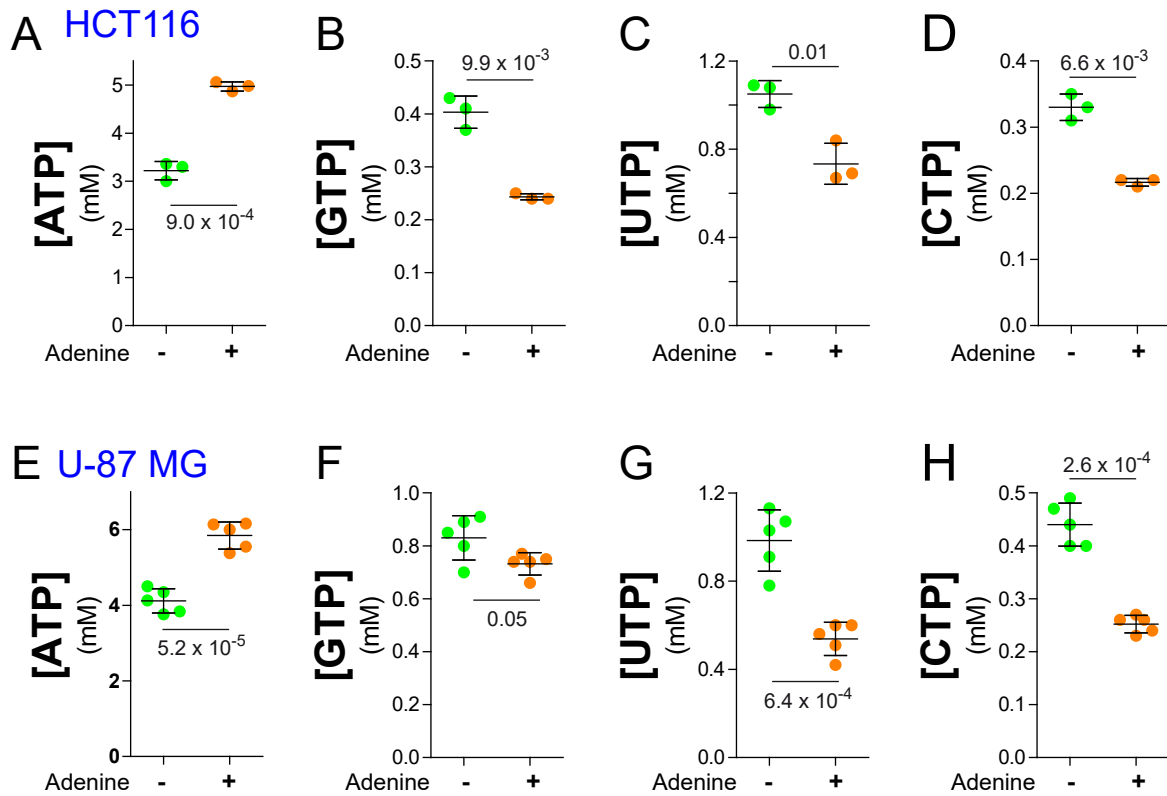 A HCT116
[ATP]
(mM)
5
4
3
2
1
0
9.0 x 10-4
Adenine - +
B
[GTP]
(mM)
0.5
0.4
0.3
0.2
0.1
0.0
9.9 x 10-3
- +
C
[UTP]
(mM)
1.2
0.8
0.4
0.0
0.01
Adenine - +
D
[CTP]
(mM)
0.4
0.3
0.2
0.1
0.0
6.6 x 10-3
Adenine - +
E U-87 MG
[ATP]
(mM)
6
4
2
0
5.2 x 10-5
Adenine - +
F
[GTP]
(mM)
1.0
0.8
0.6
0.4
0.2
0.0
0.05
Adenine - +
G
[UTP]
(mM)
1.2
0.8
0.4
0.0
6.4 x 10-4
Adenine - +
H
[CTP]
(mM)
0.5
0.4
0.3
0.2
0.1
0.0
2.6 x 10-4
Adenine - +